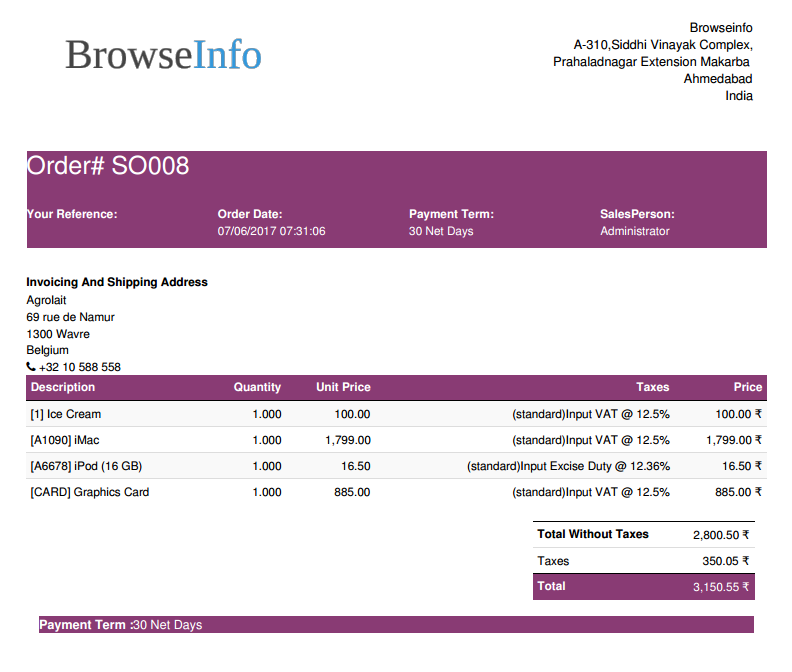 BrowseInfo
Browseinfo
A-310,Siddhi Vinayak Complex,
Prahaladnagar Extension Makarba
Ahmedabad
India
Order# SO008
Your Reference: Order Date: Payment Term: SalesPerson:
07/06/2017 07:31:06 30 Net Days Administrator
Invoicing And Shipping Address
Agrolait
69 rue de Namur
1300 Wavre
Belgium
+32 10 588 558
Description Quantity Unit Price Taxes Price
[1] Ice Cream 1.000 100.00 (standard)Input VAT @ 12.5% 100.00 ₹
[A1090] iMac 1.000 1,799.00 (standard)Input VAT @ 12.5% 1,799.00 ₹
[A6678] iPod (16 GB) 1.000 16.50 (standard)Input Excise Duty @ 12.36% 16.50 ₹
[CARD] Graphics Card 1.000 885.00 (standard)Input VAT @ 12.5% 885.00 ₹
Total Without Taxes 2,800.50 ₹
Taxes 350.05 ₹
Total 3,150.55 ₹
Payment Term :30 Net Days